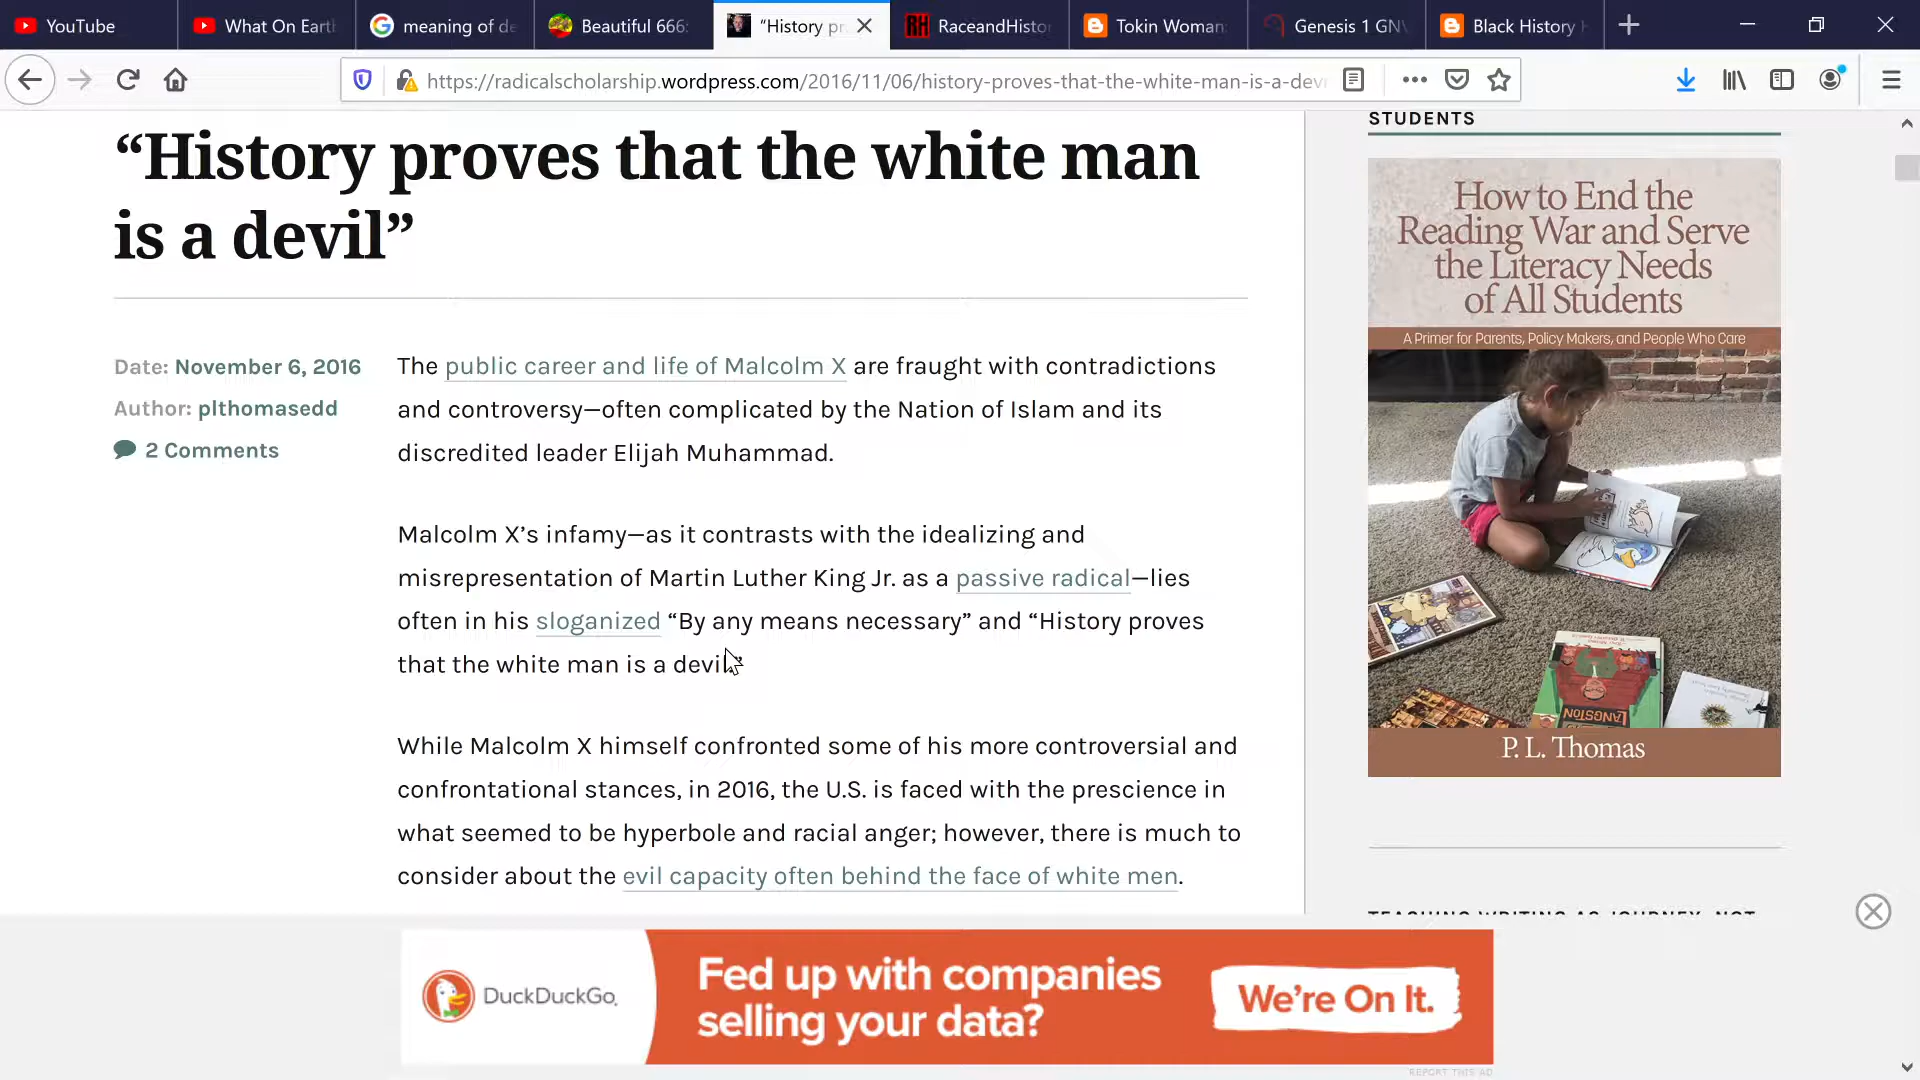 YouTube
What On Eart
meaning of de
Beautiful 666:
“History pr
RaceandHisto
Tokin Woman:
Genesis 1 GN
Black History H
https://radicalscholarship.wordpress.com/2016/11/06/history-proves-that-the-white-man-is-a-dev
“History proves that the white man
is a devil”
Date: November 6, 2016
Author: plthomasedd
2 Comments
The public career and life of Malcolm X are fraught with contradictions
and controversy—often complicated by the Nation of Islam and its
discredited leader Elijah Muhammad.
Malcolm X’s infamy—as it contrasts with the idealizing and
misrepresentation of Martin Luther King Jr. as a passive radical—lies
often in his sloganized “By any means necessary” and “History proves
that the white man is a devil”
While Malcolm X himself confronted some of his more controversial and
confrontational stances, in 2016, the U.S. is faced with the prescience in
what seemed to be hyperbole and racial anger; however, there is much to
consider about the evil capacity often behind the face of white men.
STUDENTS
How to End the
Reading War and Serve
the Literacy Needs
of All Students
A Primer for Parents, Policy Makers, and People Who Care
LANGSTON
P. L. Thomas
TEACHING WRITING AS JOURNEY, NOT
DuckDuckGo.
Fed up with companies
selling your data?
We’re On It.
REPORT THIS AD